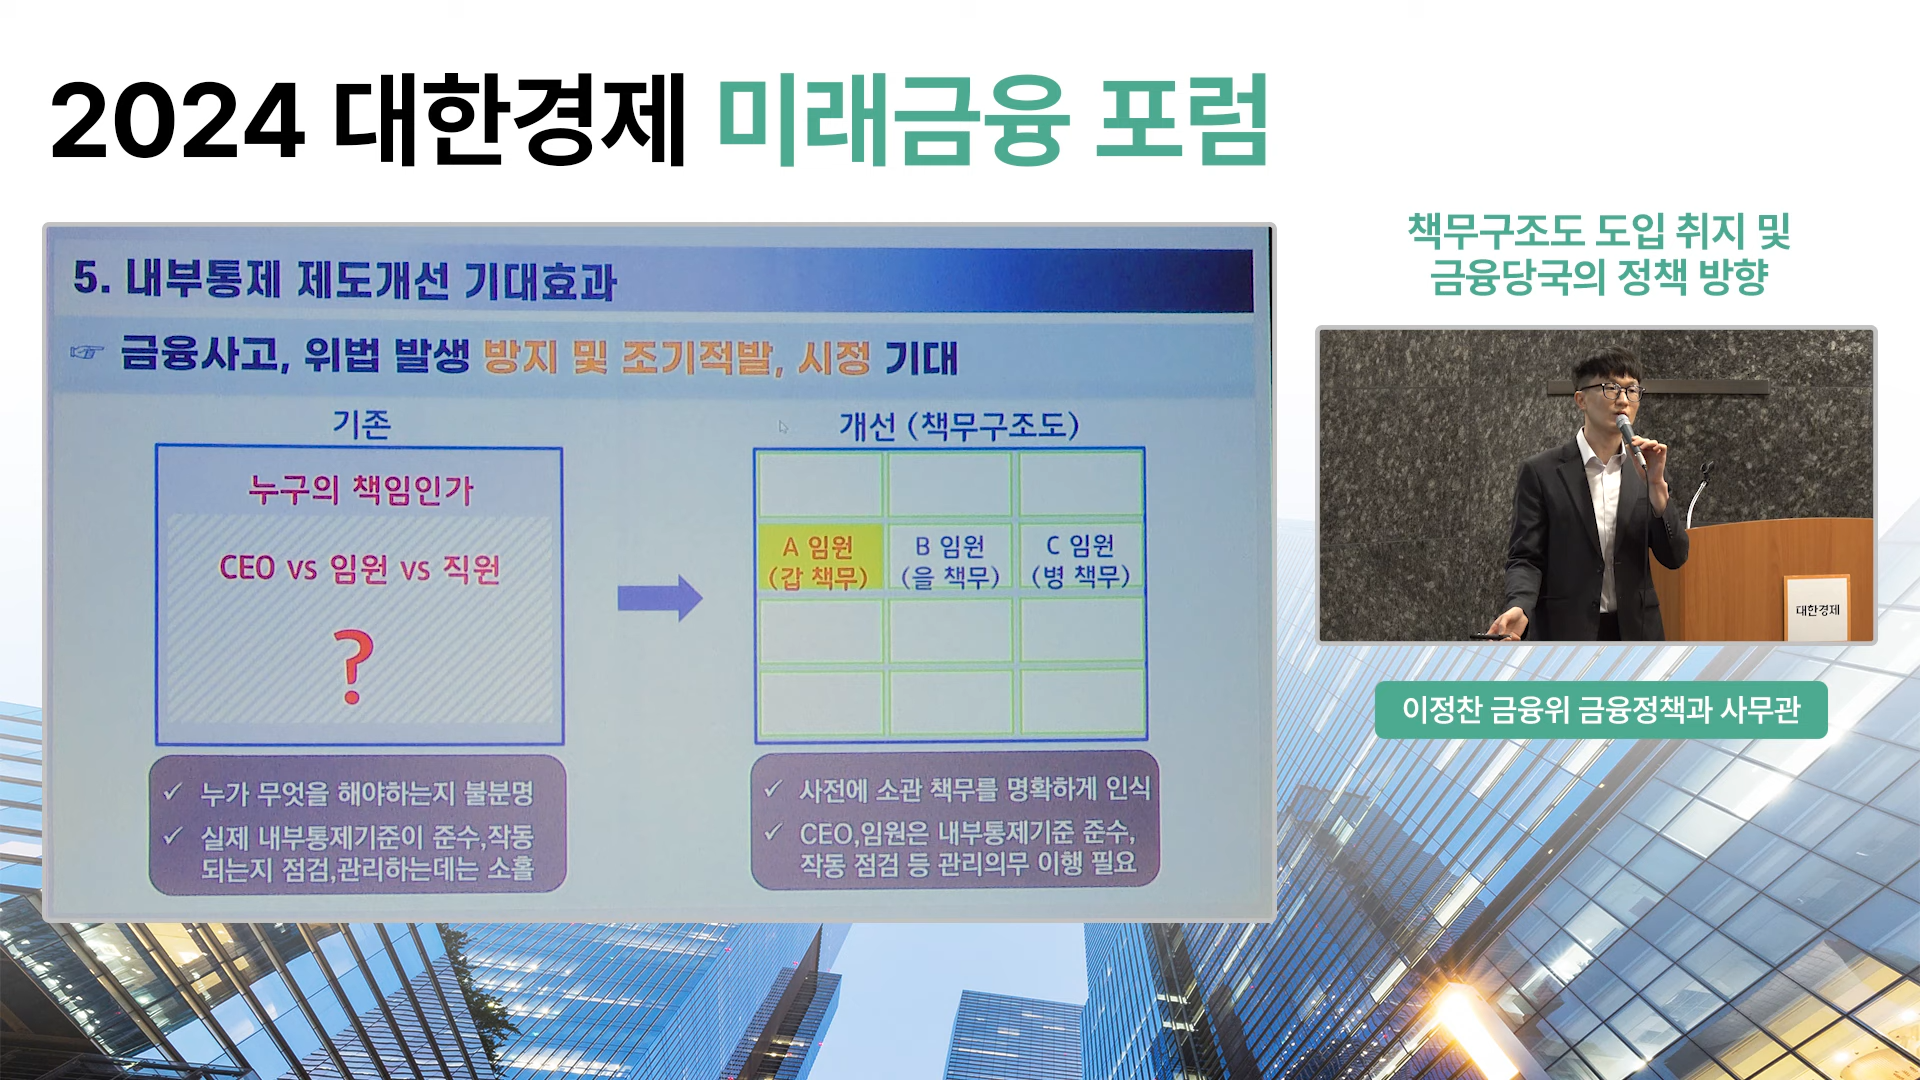 2024 대한경제 미래금융 포럼
책무구조도 도입 취지 및
금융당국의 정책 방향
5. 내부통제 제도개선 기대효과
☞ 금융사고, 위법 발생 방지 및 조기적발, 시정 기대
기존
누구의 책임인가
CEO vs 임원 vs 직원
?
✓ 누가 무엇을 해야하는지 불분명
✓ 실제 내부통제기준이 준수,작동
되는지 점검,관리하는데는 소홀
개선 (책무구조도)
A 임원
(갑 책무)
B 임원
(을 책무)
C 임원
(병 책무)
✓ 사전에 소관 책무를 명확하게 인식
✓ CEO,임원은 내부통제기준 준수,
작동 점검 등 관리의무 이행 필요
대한경제
이정찬 금융위 금융정책과 사무관